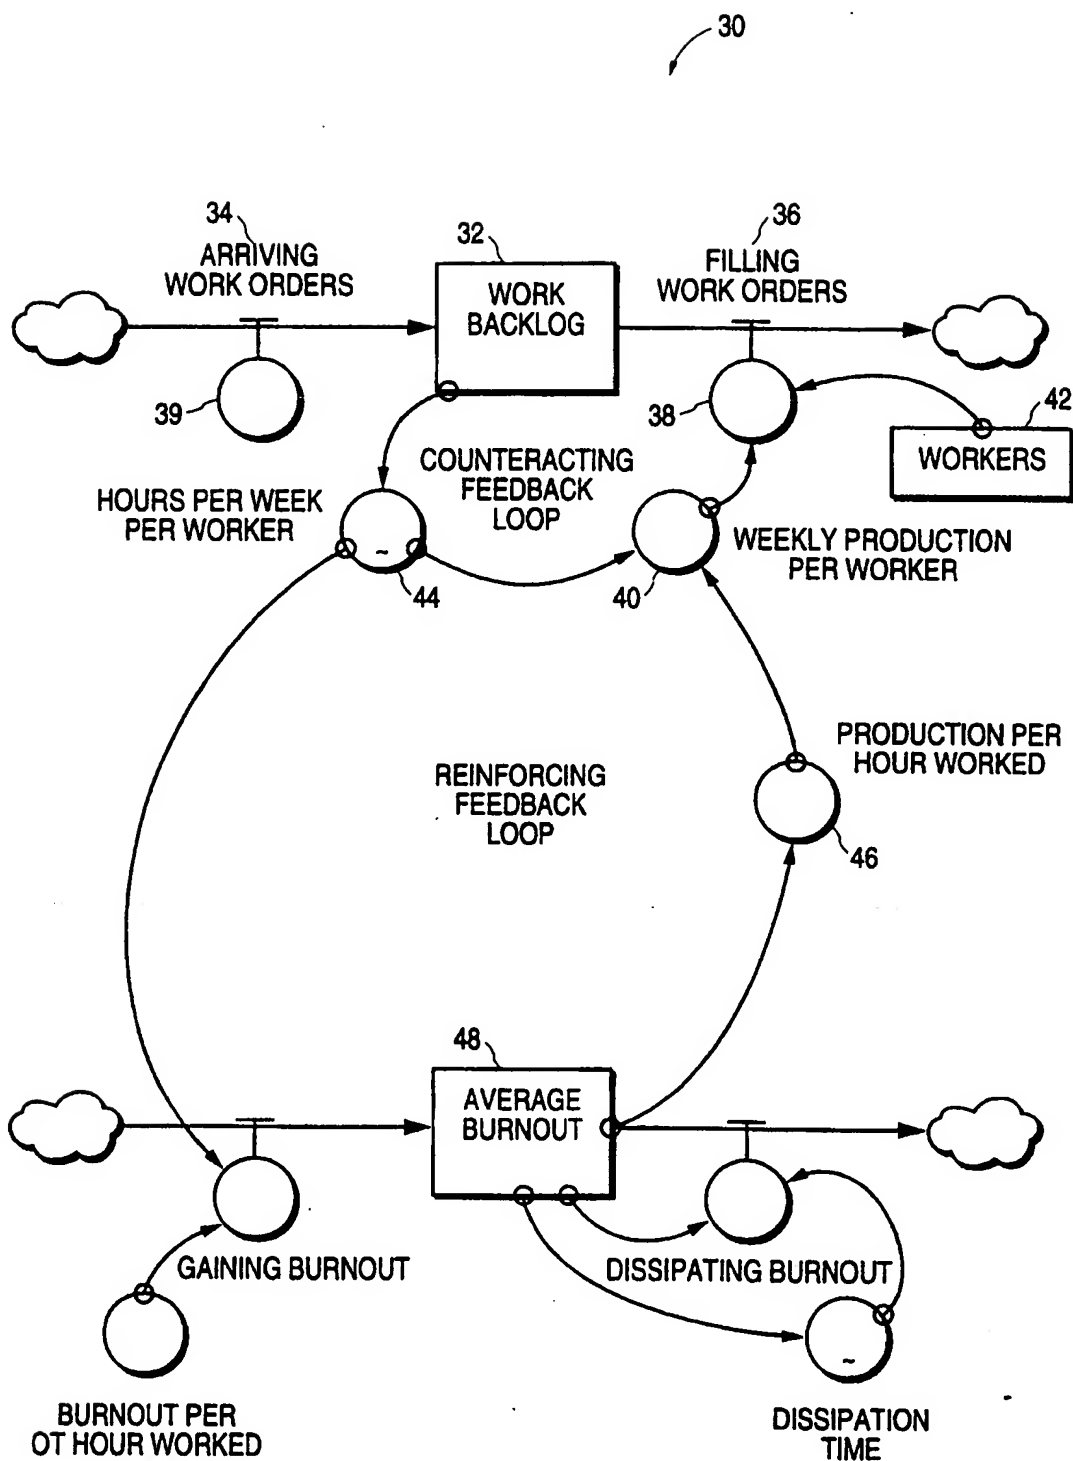 30
34
ARRIVING
WORK ORDERS
32
WORK
BACKLOG
36
FILLING
WORK ORDERS
39
38
42
WORKERS
COUNTERACTING
FEEDBACK
LOOP
HOURS PER WEEK
PER WORKER
~
44
40
WEEKLY PRODUCTION
PER WORKER
PRODUCTION PER
HOUR WORKED
46
REINFORCING
FEEDBACK
LOOP
48
AVERAGE
BURNOUT
GAINING BURNOUT
DISSIPATING BURNOUT
~
BURNOUT PER
OT HOUR WORKED
DISSIPATION
TIME